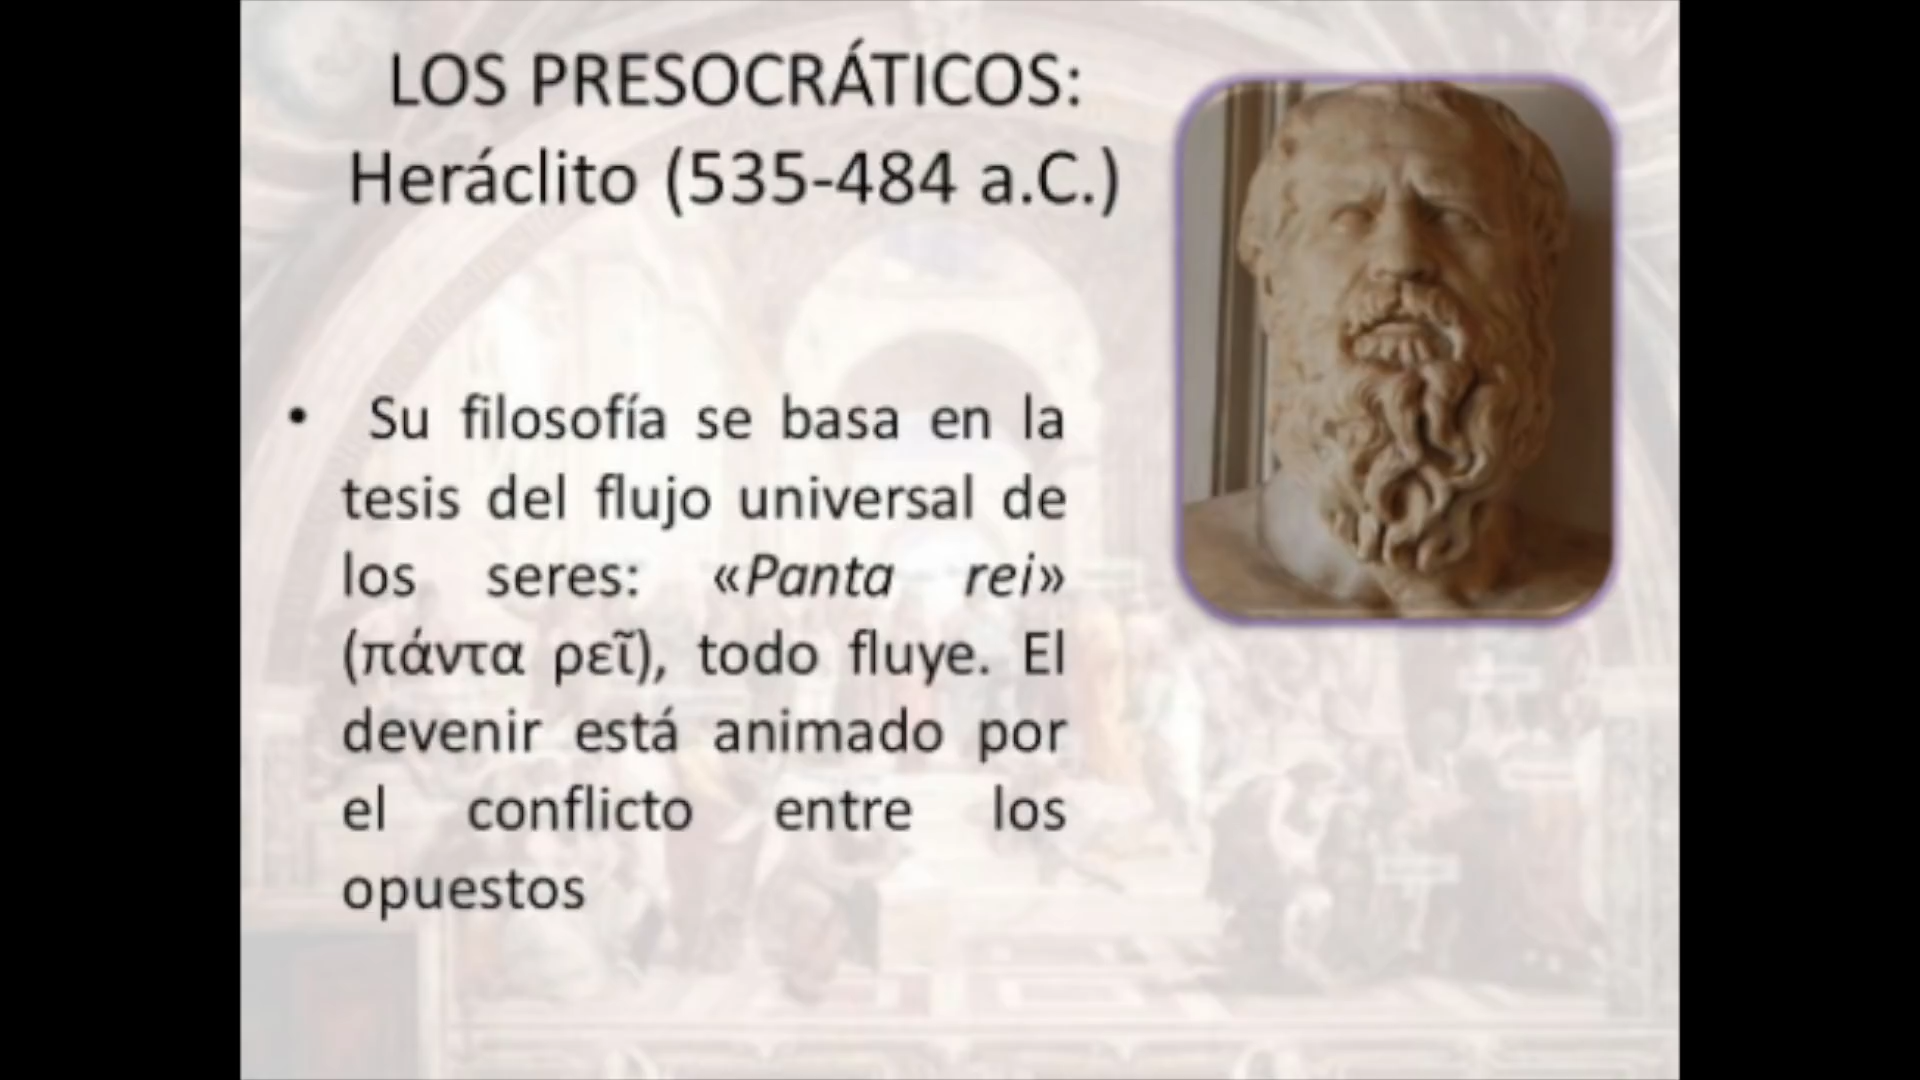 LOS PRESOCRÁTICOS:
Heráclito (535-484 a.C.)
• Su filosofía se basa en la
tesis del flujo universal de
los seres: «Panta rei»
(πάντα ρεῖ), todo fluye. El
devenir está animado por
el conflicto entre los
opuestos